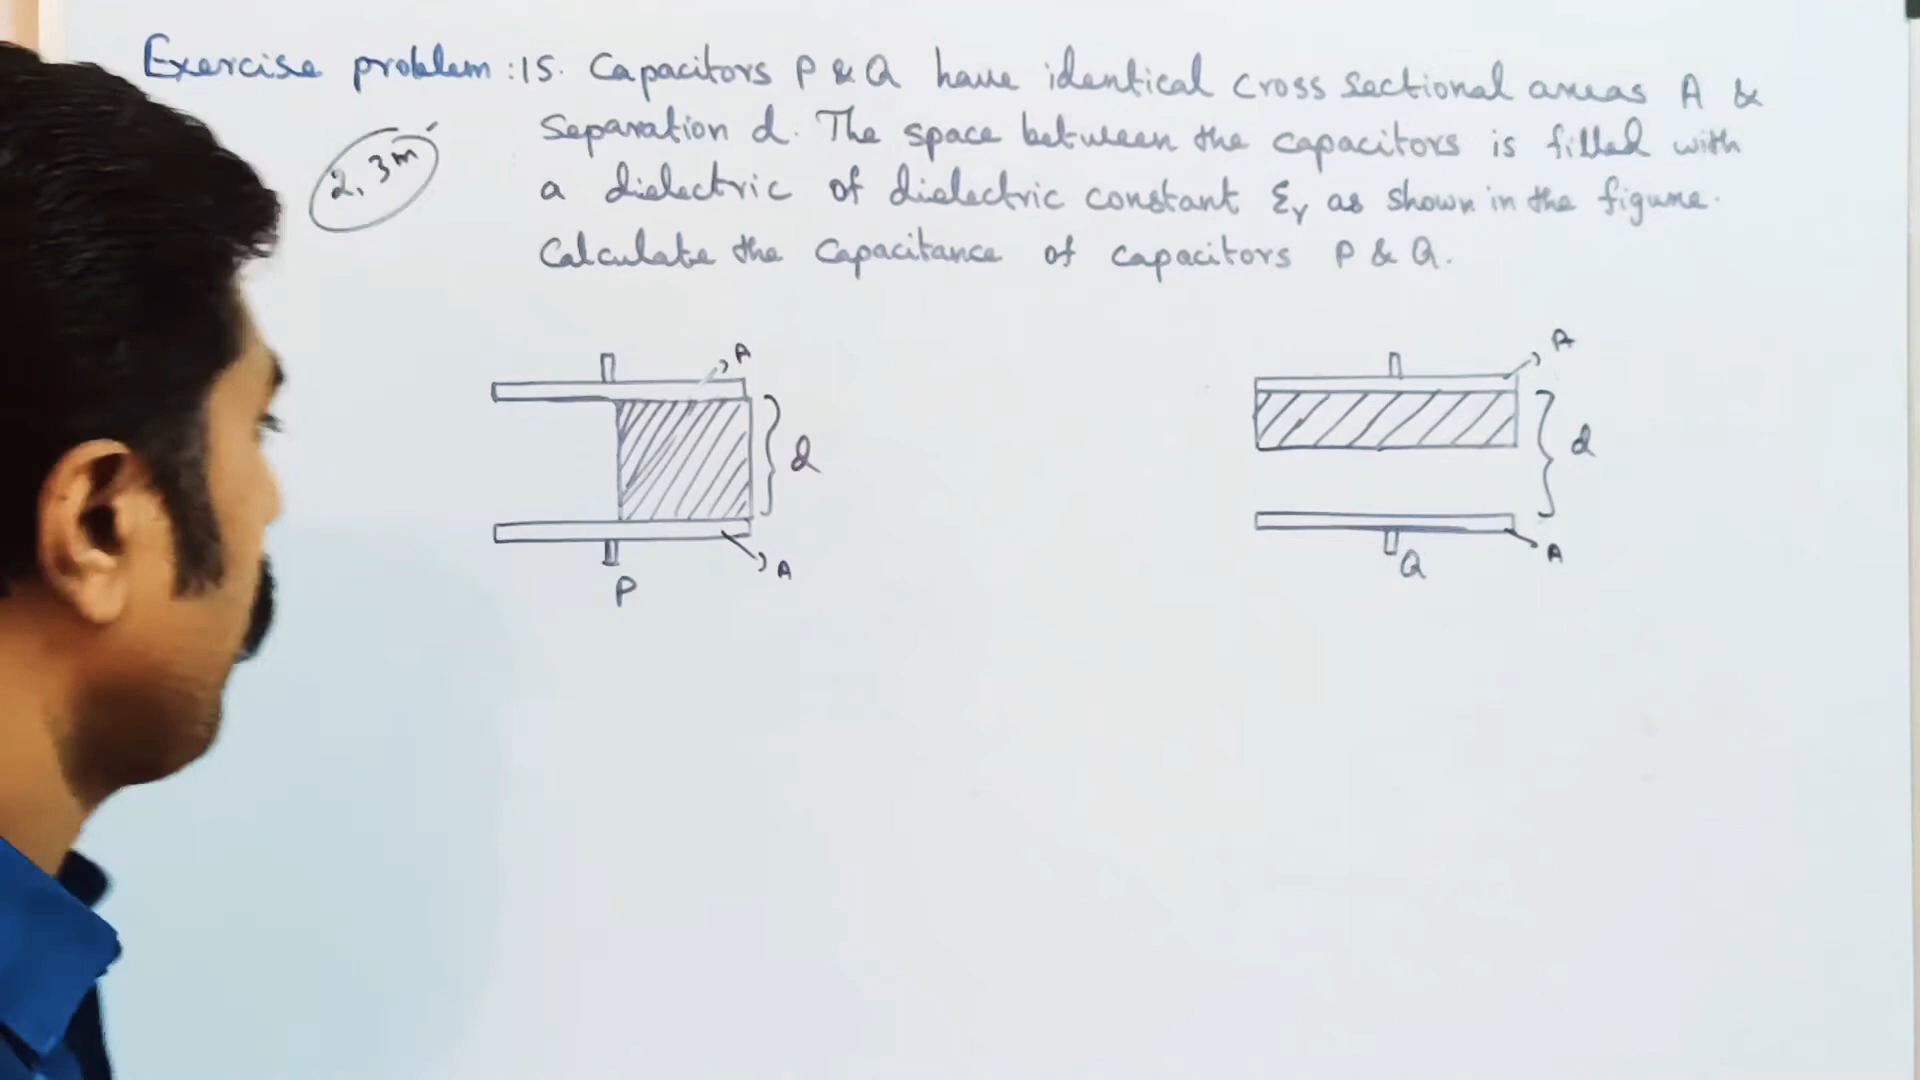 Exercise problem : 15. Capacitors P & Q have identical cross sectional areas A &
2, 3m
Separation d. The space between the capacitors is filled with
a dielectric of dielectric constant Ɛr as shown in the figure.
Calculate the capacitance of capacitors P & Q.
A
A
d
d
A
A
P
Q